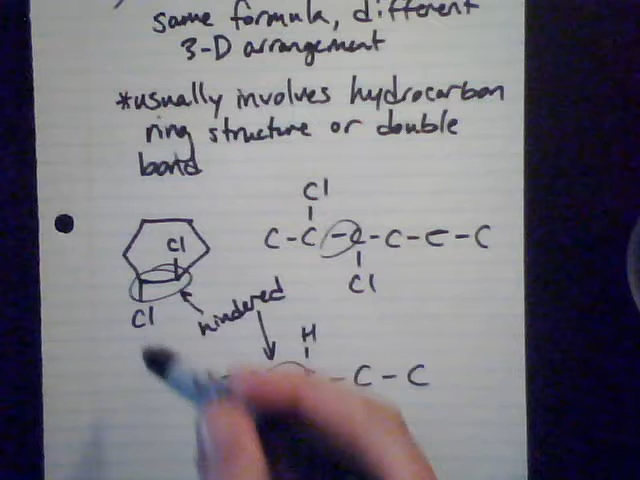 same formula, different
3-D arrangement
*usually involves hydrocarbon
ring structure or double
bond
Cl
Cl
C-C-C-C-C-C
Cl
Cl
hindered
H
-C-C